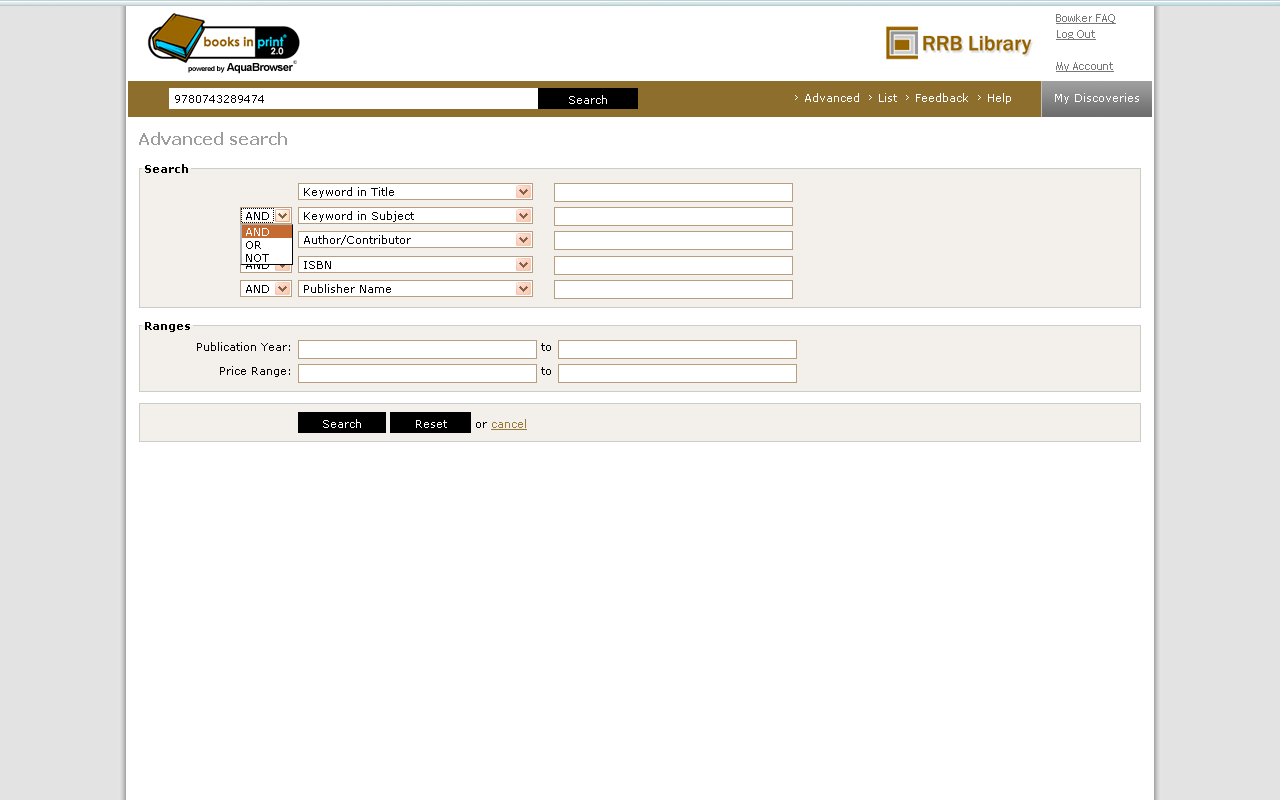 books in print
2.0
powered by AquaBrowser
RRB Library
Bowker FAQ
Log Out
My Account
9780743289474 Search › Advanced › List › Feedback › Help My Discoveries
Advanced search
Search
Keyword in Title
AND Keyword in Subject
AND
OR
NOT
Author/Contributor
AND ISBN
AND Publisher Name
Ranges
Publication Year: to
Price Range: to
Search Reset or cancel